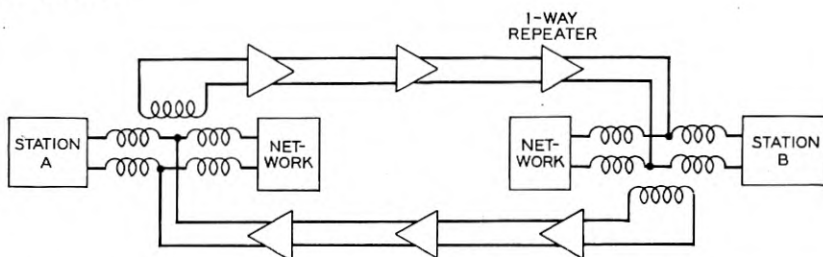 1-WAY
REPEATER
STATION
A
NET-
WORK
NET-
WORK
STATION
B